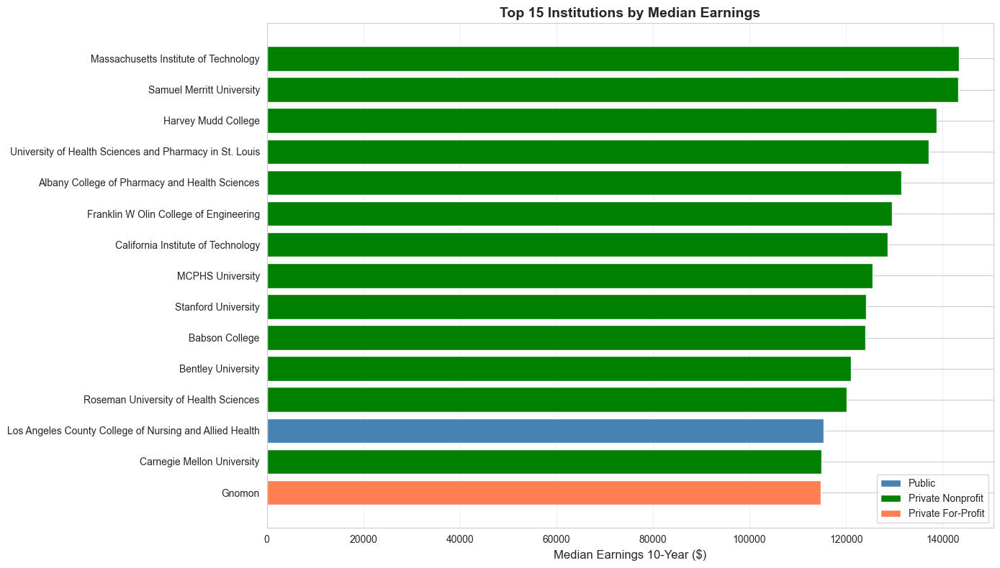 Top 15 Institutions by Median Earnings
Massachusetts Institute of Technology
Samuel Merritt University
Harvey Mudd College
University of Health Sciences and Pharmacy in St. Louis
Albany College of Pharmacy and Health Sciences
Franklin W Olin College of Engineering
California Institute of Technology
MCPHS University
Stanford University
Babson College
Bentley University
Roseman University of Health Sciences
Los Angeles County College of Nursing and Allied Health
Carnegie Mellon University
Gnomon
Public
Private Nonprofit
Private For-Profit
0 20000 40000 60000 80000 100000 120000 140000
Median Earnings 10-Year ($)